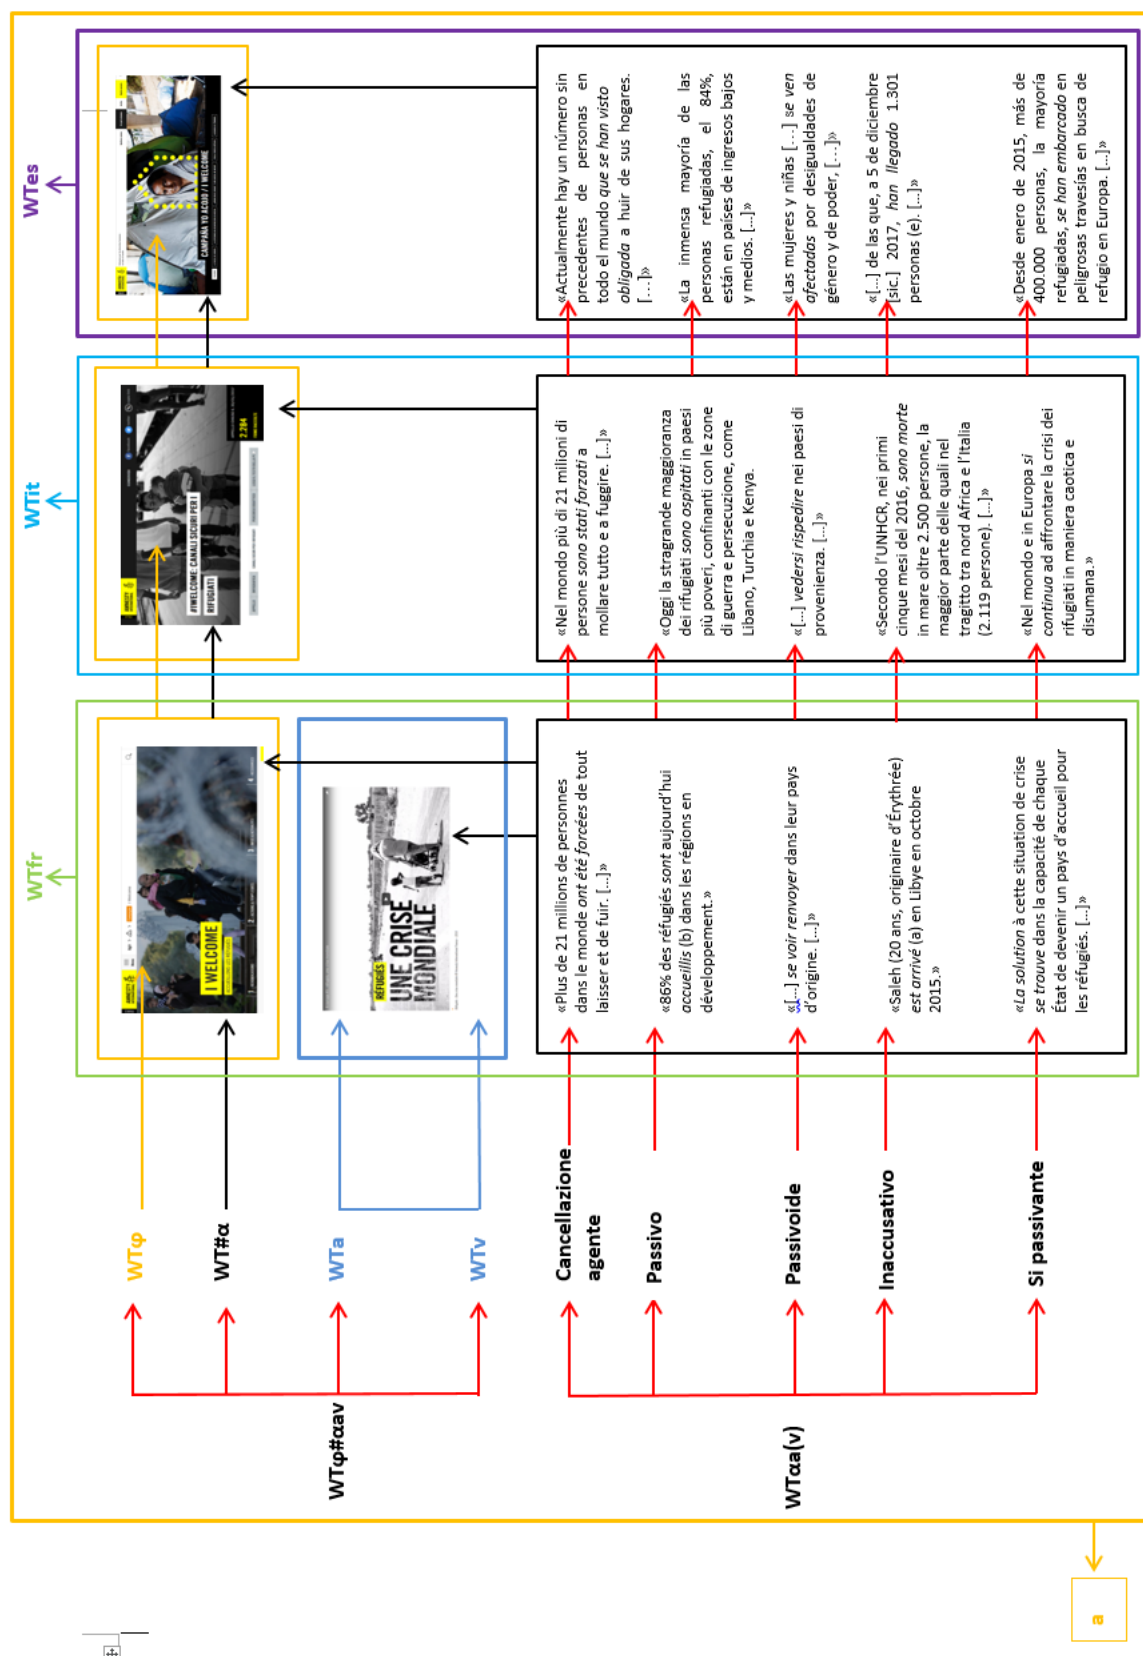 WTfr
WTit
WTes
WTφ#αav
WTφ
WT#α
WTa
WTv
I WELCOME
RÉFUGIÉS
UNE CRISE
MONDIALE
#IWELCOME: CANALI SICURI PER I
RIFUGIATI
2.284
CAMPAÑA YO ACOJO / I WELCOME
WTαa(v)
Cancellazione
agente
«Plus de 21 millions de personnes
dans le monde ont été forcées de tout
laisser et de fuir. [...]»
«Nel mondo più di 21 milioni di
persone sono stati forzati a
mollare tutto e a fuggire. [...]»
«Actualmente hay un número sin
precedentes de personas en
todo el mundo que se han visto
obligada a huir de sus hogares.
[...]»
Passivo
«86% des réfugiés sont aujourd'hui
accueillis (b) dans les régions en
développement.»
«Oggi la stragrande maggioranza
dei rifugiati sono ospitati in paesi
più poveri, confinanti con le zone
di guerra e persecuzione, come
Libano, Turchia e Kenya.
«La inmensa mayoría de las
personas refugiadas, el 84%,
están en países de ingresos bajos
y medios. [...]»
Passivoide
«[...] se voir renvoyer dans leur pays
d'origine. [...]»
«[...] vedersi rispedire nei paesi di
provenienza. [...]»
«Las mujeres y niñas [...] se ven
afectadas por desigualdades de
género y de poder, [...]»
Inaccusativo
«Saleh (20 ans, originaire d'Érythrée)
est arrivé (a) en Libye en octobre
2015.»
«Secondo l'UNHCR, nei primi
cinque mesi del 2016, sono morte
in mare oltre 2.500 persone, la
maggior parte delle quali nel
tragitto tra nord Africa e l'Italia
(2.119 persone). [...]»
«[...] de las que, a 5 de diciembre
[sic.] 2017, han llegado 1.301
personas (e). [...]»
Si passivante
«La solution à cette situation de crise
se trouve dans la capacité de chaque
État de devenir un pays d'accueil pour
les réfugiés. [...]»
«Nel mondo e in Europa si
continua ad affrontare la crisi dei
rifugiati in maniera caotica e
disumana.»
«Desde enero de 2015, más de
400.000 personas, la mayoría
refugiadas, se han embarcado en
peligrosas travesías en busca de
refugio en Europa. [...]»
a